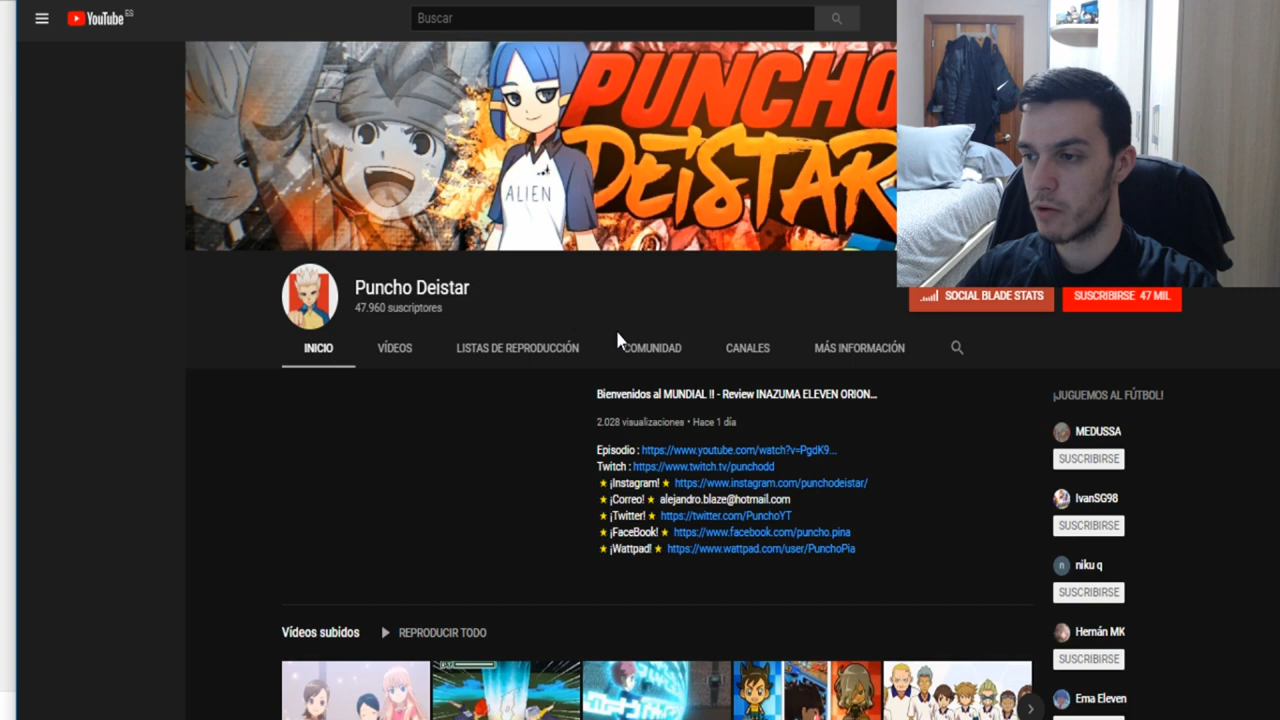 YouTube ES
Buscar
PUNCHO
DEISTAR
ALIEN
Puncho Deistar
47.960 suscriptores
SOCIAL BLADE STATS
SUSCRIBIRSE 47 MIL
INICIO
VÍDEOS
LISTAS DE REPRODUCCIÓN
COMUNIDAD
CANALES
MÁS INFORMACIÓN
Bienvenidos al MUNDIAL !! - Review INAZUMA ELEVEN ORION...
2.028 visualizaciones • Hace 1 día
Episodio : https://www.youtube.com/watch?v=PgdK9...
Twitch : https://www.twitch.tv/punchodd
★ ¡Instagram! ★ https://www.instagram.com/punchodeistar/
★ ¡Correo! ★ alejandro.blaze@hotmail.com
★ ¡Twitter! ★ https://twitter.com/PunchoYT
★ ¡FaceBook! ★ https://www.facebook.com/puncho.pina
★ ¡Wattpad! ★ https://www.wattpad.com/user/PunchoPia
¡JUGUEMOS AL FÚTBOL!
MEDUSSA
SUSCRIBIRSE
IvanSG98
SUSCRIBIRSE
n niku q
SUSCRIBIRSE
Hernán MK
SUSCRIBIRSE
Ema Eleven
Vídeos subidos
REPRODUCIR TODO